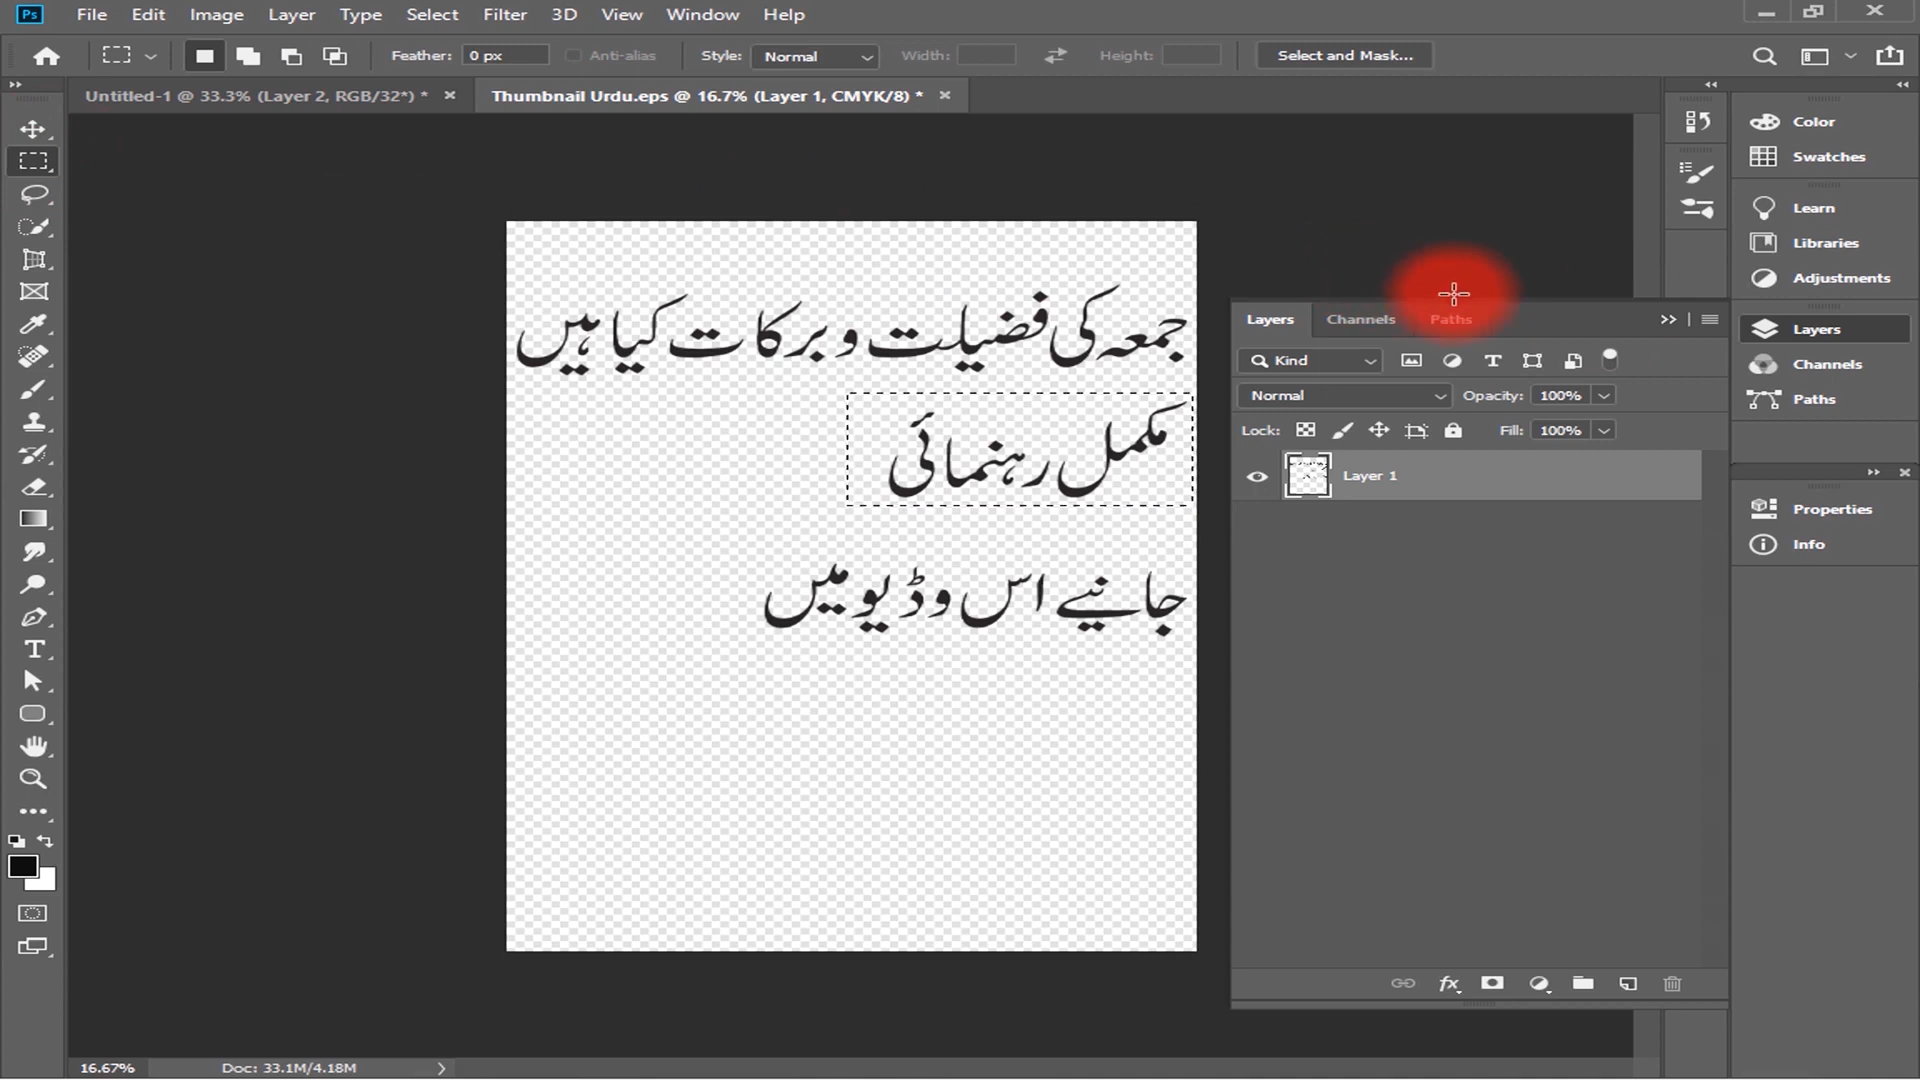 Ps File Edit Image Layer Type Select Filter 3D View Window Help
Feather: 0 px Anti-alias Style: Normal Width: Height: Select and Mask...
Untitled-1 @ 33.3% (Layer 2, RGB/32*) * Thumbnail Urdu.eps @ 16.7% (Layer 1, CMYK/8) *
جمعہ کی فضیلت و برکات کیا ہیں
مکمل رہنمائی
جانیے اس وڈیو میں
Layers Channels Paths
Kind
Normal Opacity: 100%
Lock: Fill: 100%
Layer 1
fx
Color
Swatches
Learn
Libraries
Adjustments
Layers
Channels
Paths
Properties
Info
16.67% Doc: 33.1M/4.18M